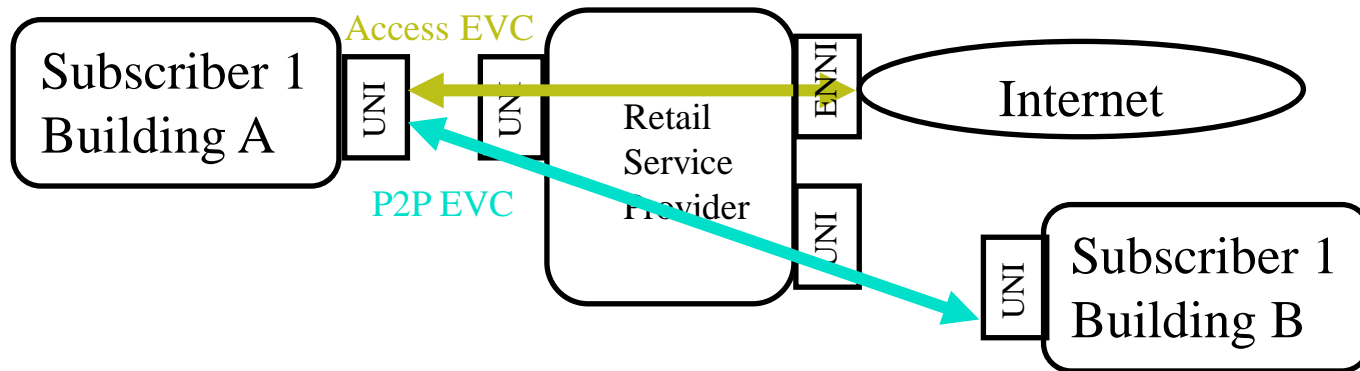 Access EVC
Subscriber 1
Building A
UNI
UNI
P2P EVC
Retail
Service
Provider
ENNI
Internet
UNI
UNI
Subscriber 1
Building B